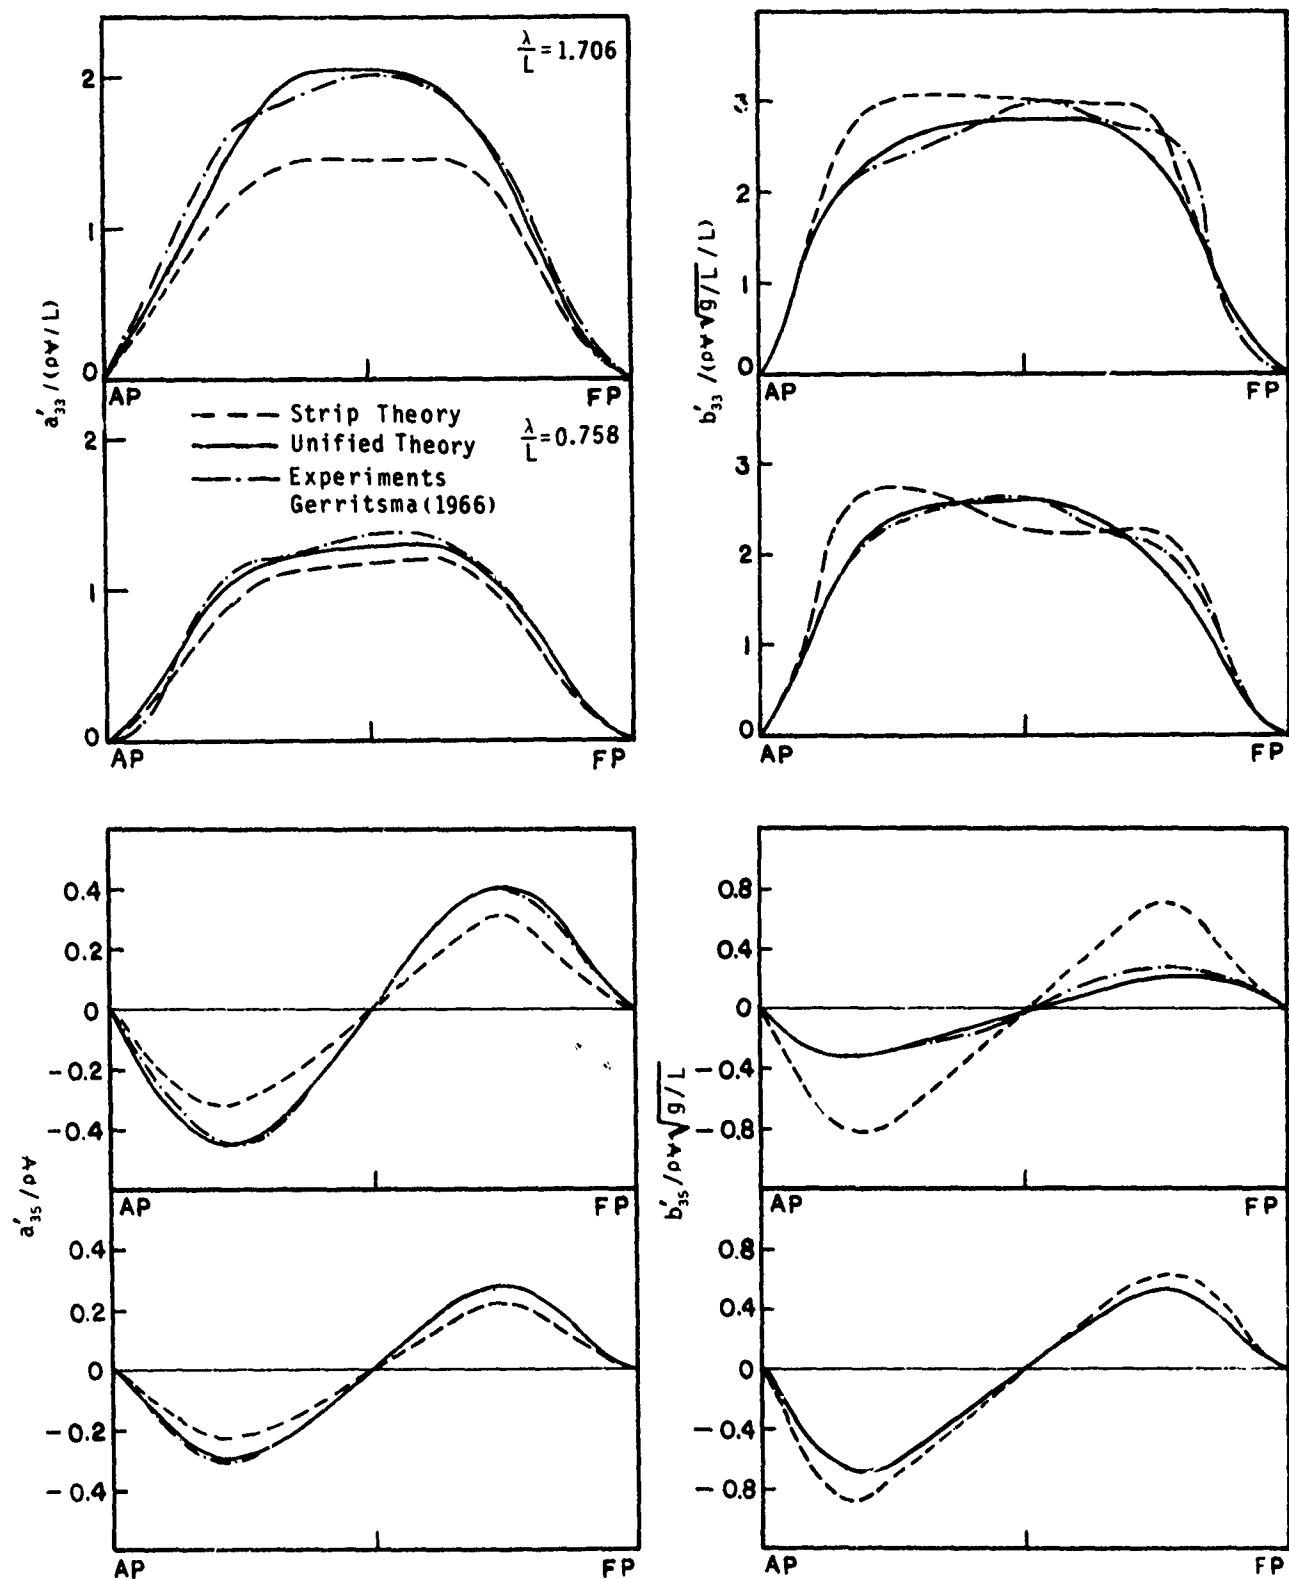 λ/L = 1.706
2
1
0
AP
FP
a'₃₃ / (ρ∀/L)
– – – Strip Theory
—— Unified Theory
—·— Experiments
Gerritsma (1966)
λ/L = 0.758
2
1
0
AP
FP
3
2
1
0
AP
FP
b'₃₃ / (ρ∀√g/L / L)
3
2
1
0
AP
FP
0.4
0.2
0
-0.2
-0.4
AP
FP
a'₃₅ / ρ∀
0.4
0.2
0
-0.2
-0.4
AP
FP
0.8
0.4
0
-0.4
-0.8
AP
FP
b'₃₅ / ρ∀√g/L
0.8
0.4
0
-0.4
-0.8
AP
FP